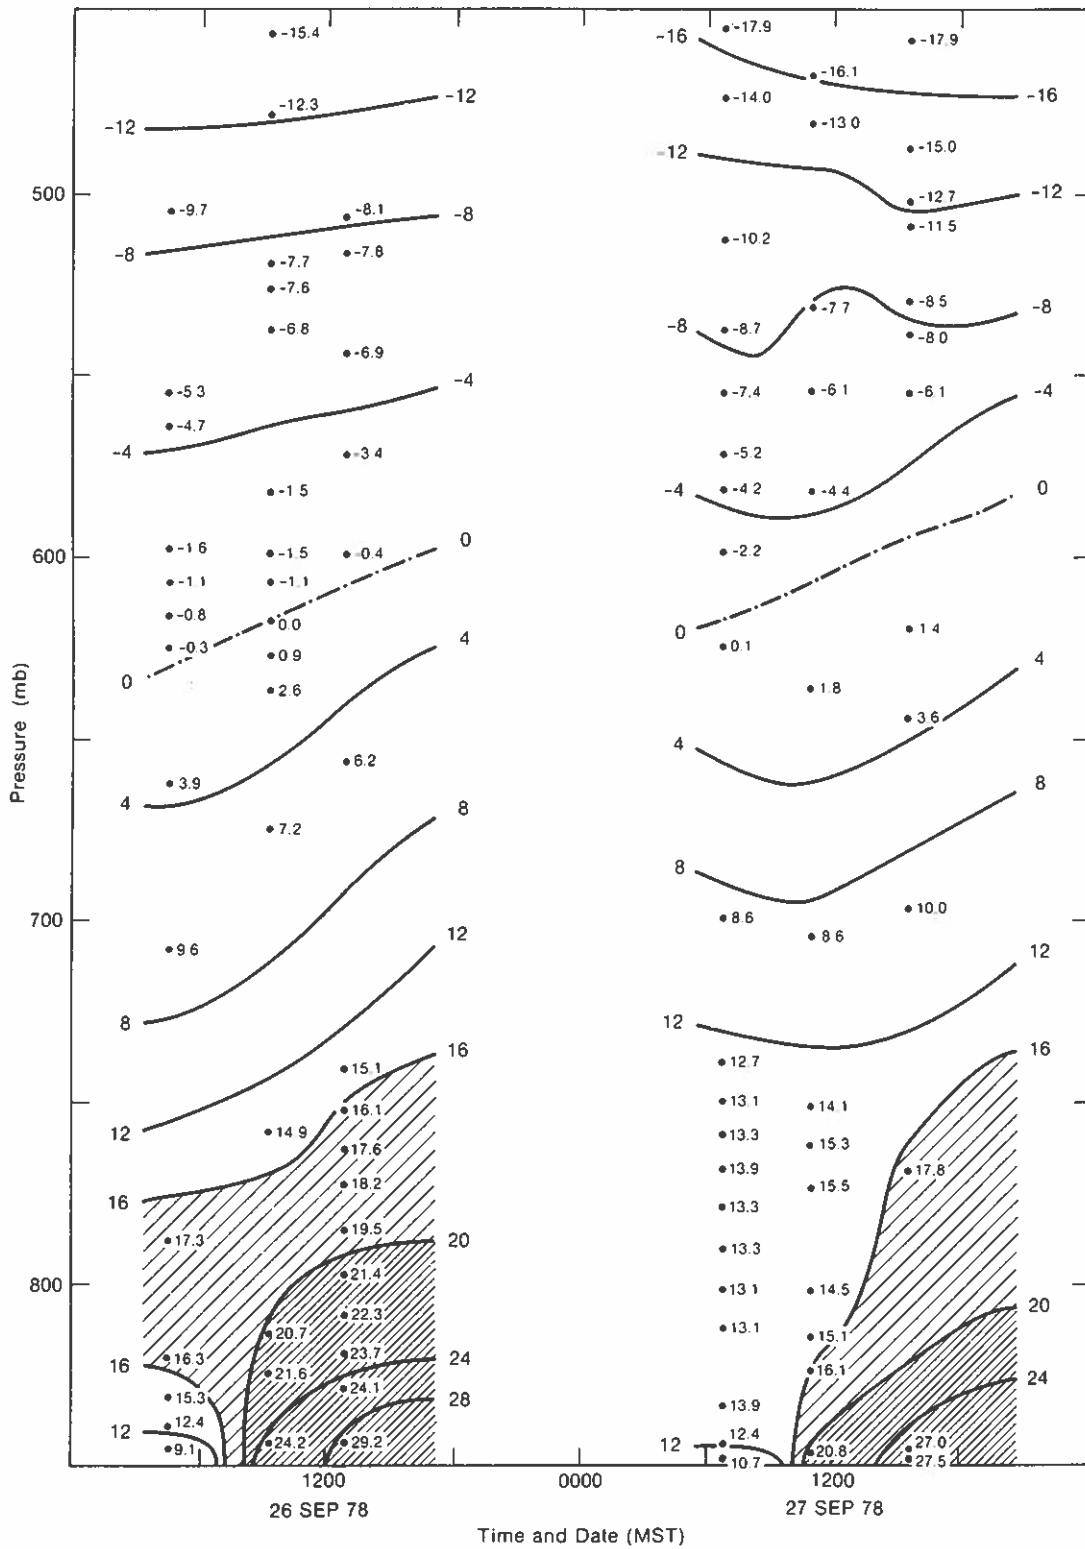 -15.4 -17.9 -17.9
-16
-16.1
-12.3 -12 -14.0 -16
-12 -13.0
-12 -15.0
500 -9.7 -8.1 -8 -12.7 -12
-11.5
-8 -7.8 -10.2
-7.7
-7.6
-7.7 -8.5 -8
-6.8 -8 -8.7 -8.0
-6.9
-5.3 -4 -7.4 -6.1 -6.1 -4
-4.7
-4 -3.4 -5.2
-1.5 -4 -4.2 -4.4 0
600 -1.6 -1.5 -0.4 0 -2.2
-1.1 -1.1
-0.8 0.0
-0.3 0.9 4 0 0.1 1.4
0 2.6 1.8 4
3.6
6.2 4
4 3.9 8
7.2 8
8
700 8.6 10.0
9.6 8.6
12 12
8 12
15.1 16 12.7 16
16.1 13.1 14.1
12 14.9 17.6 13.3 15.3
18.2 13.9 15.5 17.8
16 19.5 13.3
17.3 20 13.3
800 21.4 13.1 14.5
22.3 13.1 20
20.7 23.7 15.1
16 16.3 21.6 24.1 24 16.1 24
15.3 28 13.9
12 12.4 24.2 29.2 12 12.4 20.8 27.0
9.1 10.7 27.5
Pressure (mb)
1200 0000 1200
26 SEP 78 27 SEP 78
Time and Date (MST)